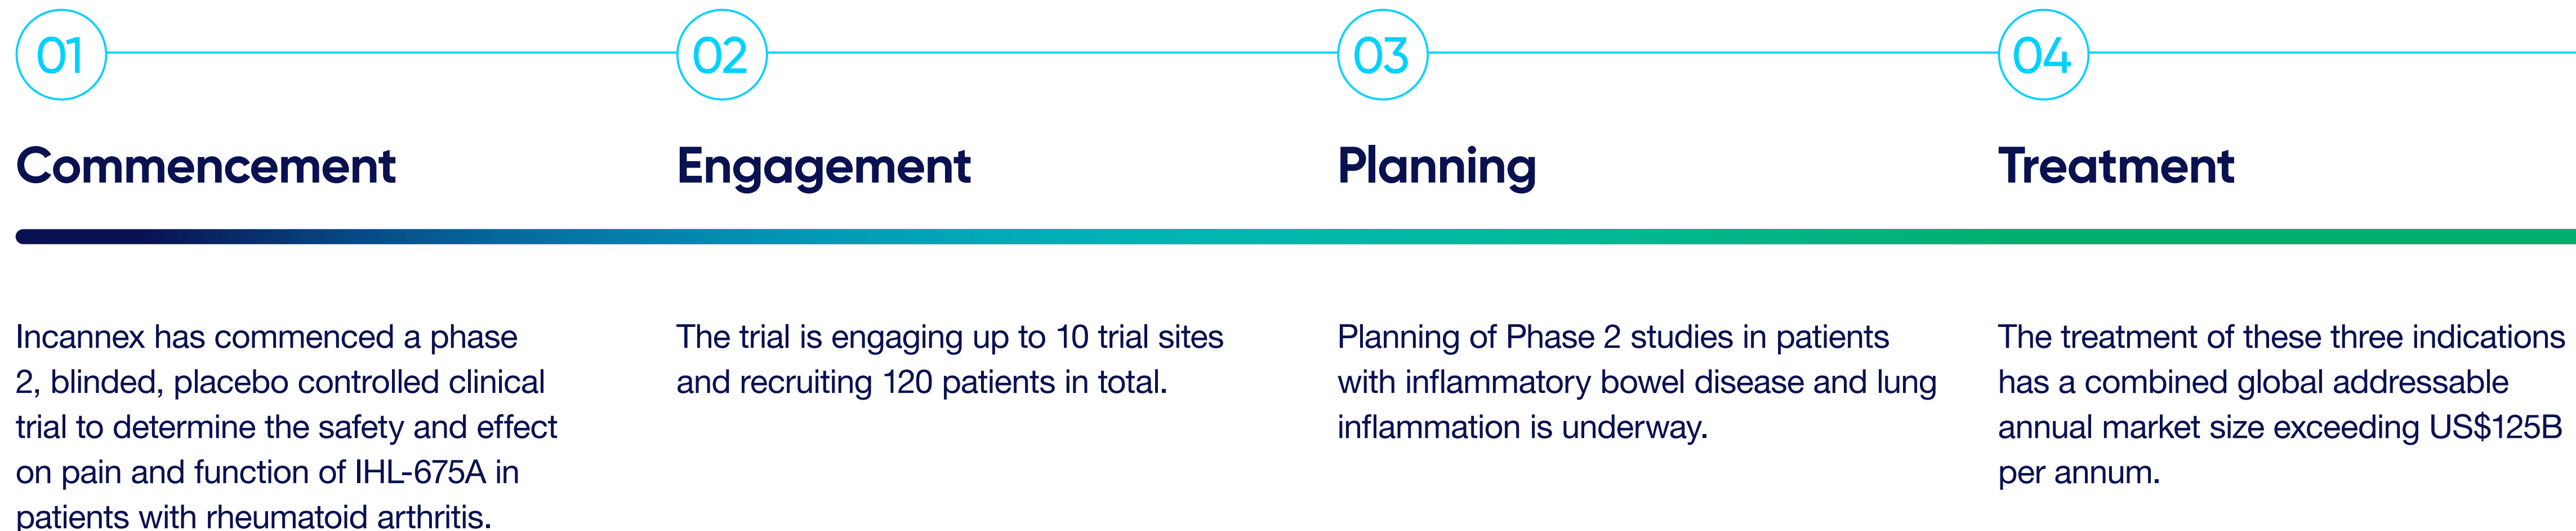 01
Commencement
Incannex has commenced a phase
2, blinded, placebo controlled clinical
trial to determine the safety and effect
on pain and function of IHL-675A in
patients with rheumatoid arthritis.
02
Engagement
The trial is engaging up to 10 trial sites
and recruiting 120 patients in total.
03
Planning
Planning of Phase 2 studies in patients
with inflammatory bowel disease and lung
inflammation is underway.
04
Treatment
The treatment of these three indications
has a combined global addressable
annual market size exceeding US$125B
per annum.